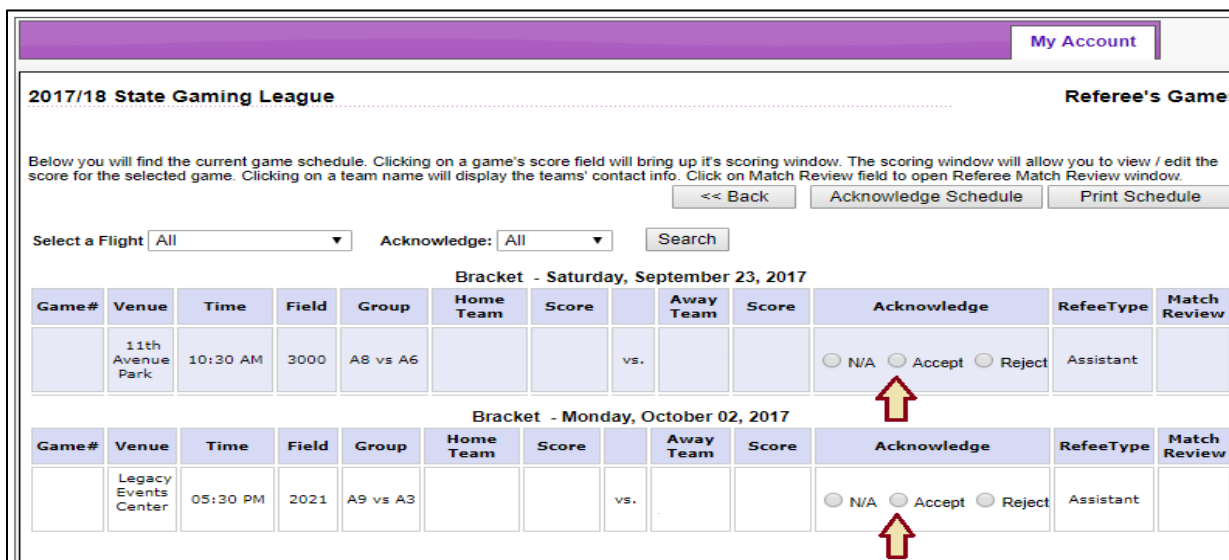 My Account
2017/18 State Gaming League
Referee's Game
Below you will find the current game schedule. Clicking on a game's score field will bring up it's scoring window. The scoring window will allow you to view / edit the
score for the selected game. Clicking on a team name will display the teams' contact info. Click on Match Review field to open Referee Match Review window.
<< Back Acknowledge Schedule Print Schedule
Select a Flight All Acknowledge: All Search
Bracket - Saturday, September 23, 2017
Game# Venue Time Field Group Home Team Score Away Team Score Acknowledge RefeeType Match Review
11th Avenue Park 10:30 AM 3000 A8 vs A6 vs. N/A Accept Reject Assistant
Bracket - Monday, October 02, 2017
Game# Venue Time Field Group Home Team Score Away Team Score Acknowledge RefeeType Match Review
Legacy Events Center 05:30 PM 2021 A9 vs A3 vs. N/A Accept Reject Assistant